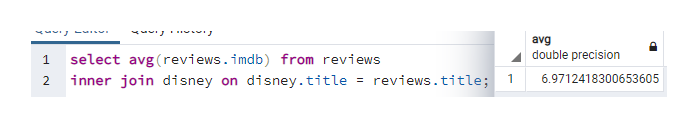 Query Editor Query History
1 select avg(reviews.imdb) from reviews
2 inner join disney on disney.title = reviews.title;
avg
double precision
1 6.9712418300653605